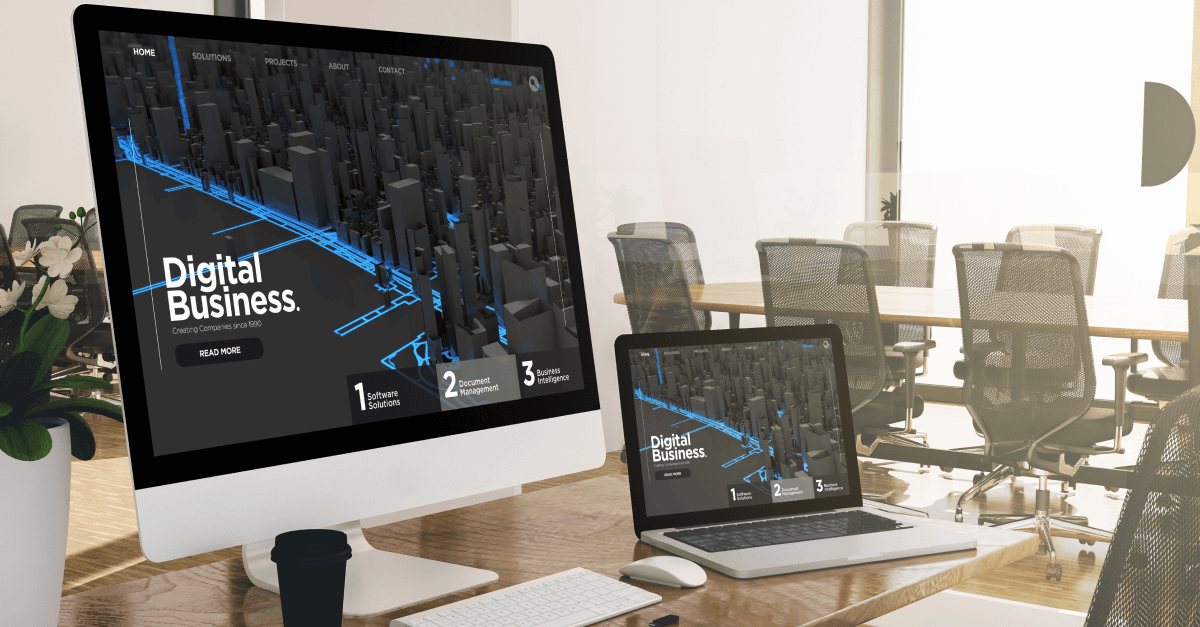 HOME SOLUTIONS PROJECTS ABOUT CONTACT
Digital
Business.
Creating Companies since 1990
READ MORE
1 Software
Solutions
2 Document
Management
3 Business
Intelligence
HOME
Digital
Business.
READ MORE
1 Software
Solutions
2 Document
Management
3 Business
Intelligence